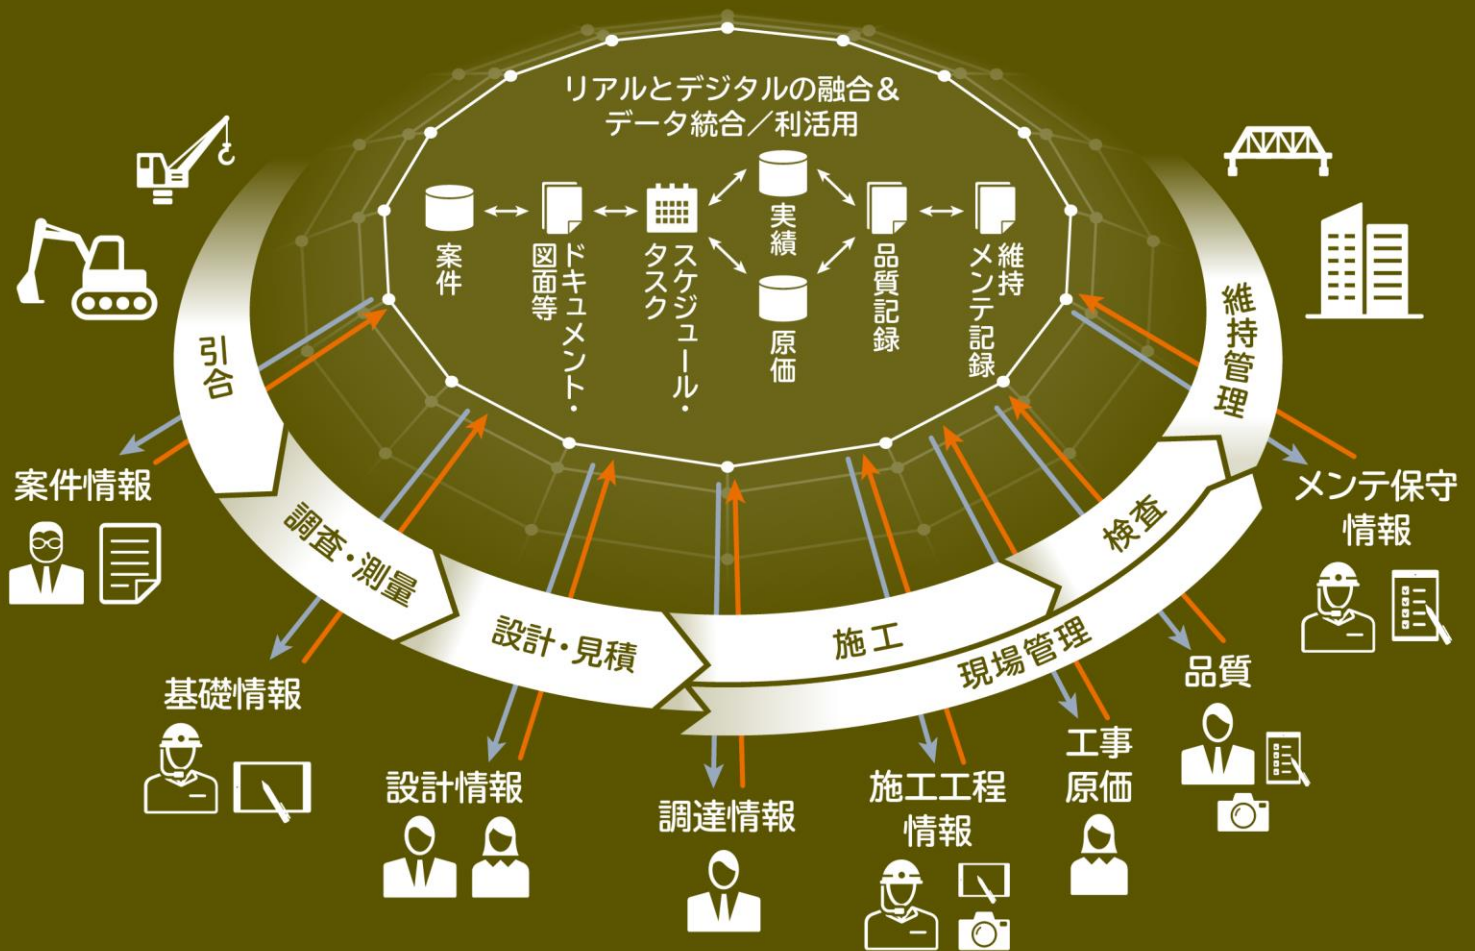 リアルとデジタルの融合&
データ統合／利活用
案件
ドキュメント・
図面等
スケジュール・
タスク
実績
原価
品質記録
維持
メンテ記録
引合
調査・測量
設計・見積
施工
検査
維持管理
現場管理
案件情報
基礎情報
設計情報
調達情報
施工工程
情報
工事
原価
品質
メンテ保守
情報